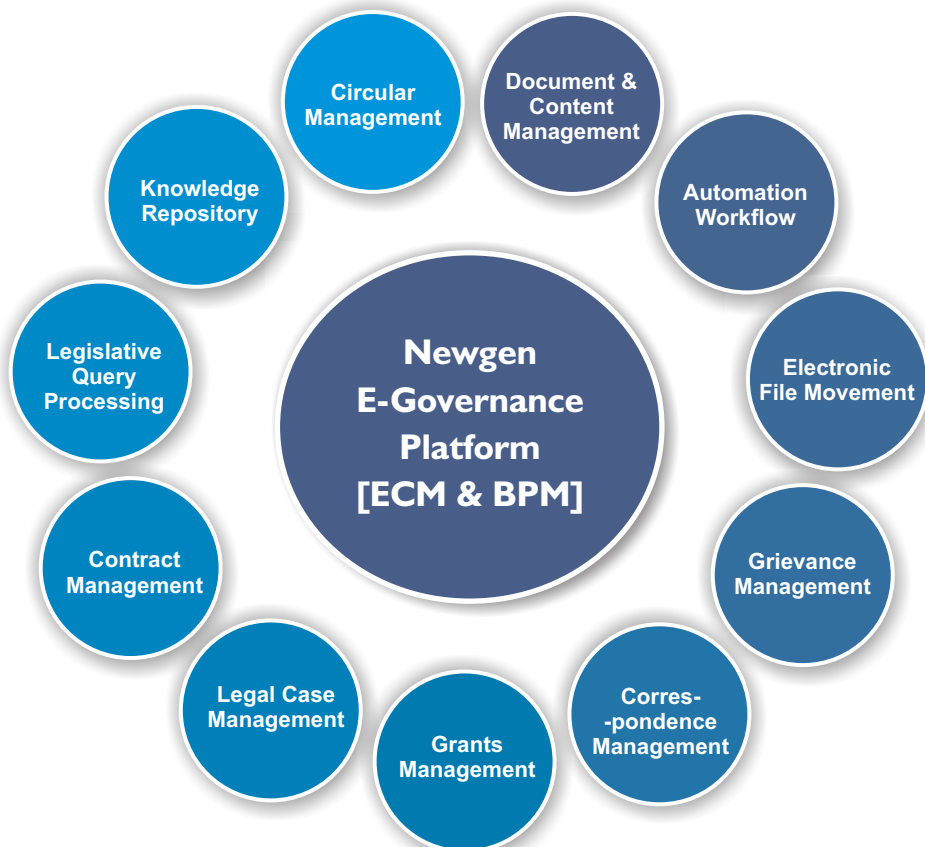 Circular
Management
Document &
Content
Management
Automation
Workflow
Electronic
File Movement
Grievance
Management
Corres-
-pondence
Management
Grants
Management
Legal Case
Management
Contract
Management
Legislative
Query
Processing
Knowledge
Repository
Newgen
E-Governance
Platform
[ECM & BPM]